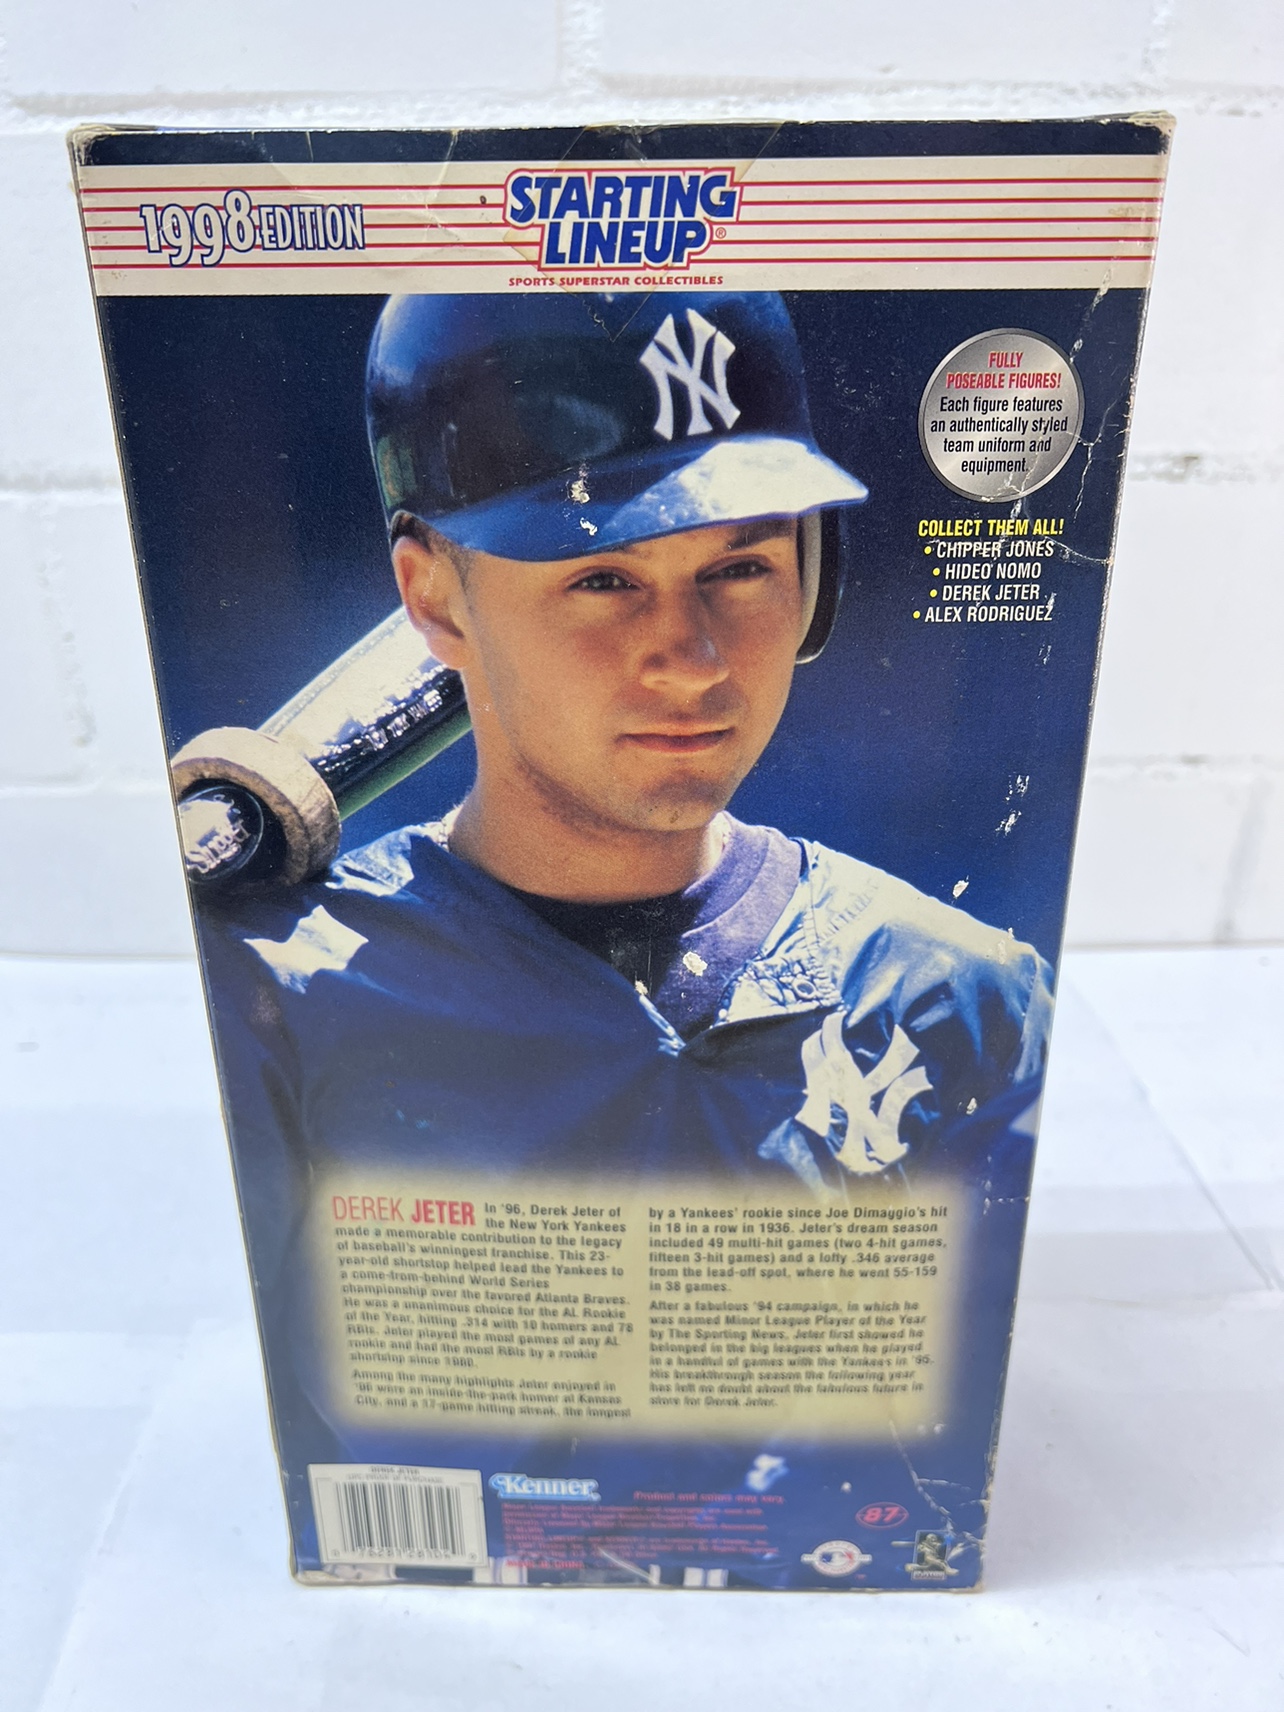 1998 EDITION
STARTING
LINEUP®
SPORTS SUPERSTAR COLLECTIBLES
FULLY
POSEABLE FIGURES!
Each figure features
an authentically styled
team uniform and
equipment.
COLLECT THEM ALL!
• CHIPPER JONES
• HIDEO NOMO
• DEREK JETER
• ALEX RODRIGUEZ
DEREK JETER In '96, Derek Jeter of
the New York Yankees
made a memorable contribution to the legacy
of baseball's winningest franchise. This 23-
year-old shortstop helped lead the Yankees to
a come-from-behind World Series
championship over the favored Atlanta Braves.
He was a unanimous choice for the AL Rookie
of the Year, hitting .314 with 10 homers and 78
RBIs. Jeter played the most games of any AL
rookie and had the most RBIs by a rookie
shortstop since 1980.
Among the many highlights Jeter enjoyed in
'96 were an inside-the-park homer at Kansas
City, and a 17-game hitting streak, the longest
by a Yankees' rookie since Joe Dimaggio's hit
in 18 in a row in 1936. Jeter's dream season
included 49 multi-hit games (two 4-hit games,
fifteen 3-hit games) and a lofty .346 average
from the lead-off spot, where he went 55-159
in 38 games.
After a fabulous '94 campaign, in which he
was named Minor League Player of the Year
by The Sporting News, Jeter first showed he
belonged in the big leagues when he played
in a handful of games with the Yankees in '95.
His breakthrough season the following year
has left no doubt about the fabulous future in
store for Derek Jeter.
DEREK JETER
Kenner
Product and colors may vary.
87